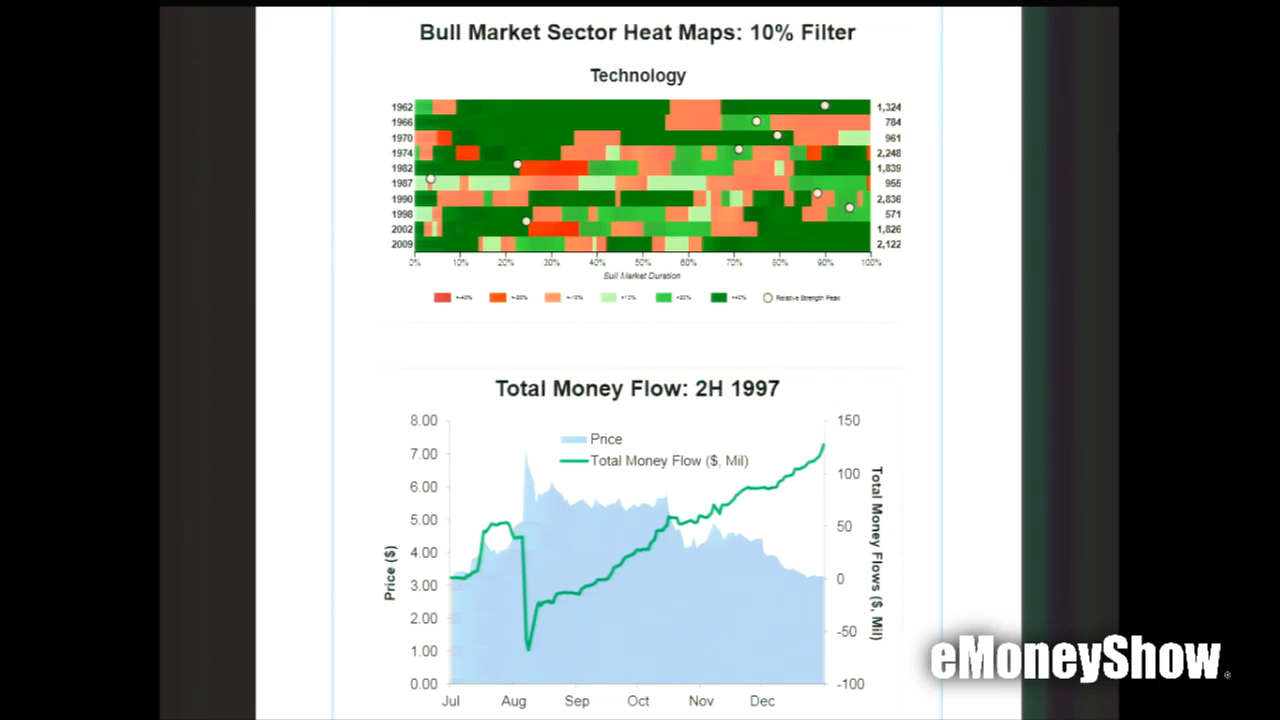 Bull Market Sector Heat Maps: 10% Filter
Technology
1962 1,324
1966 784
1970 961
1974 2,248
1982 1,839
1987 955
1990 2,836
1998 571
2002 1,826
2009 2,122
0% 10% 20% 30% 40% 50% 60% 70% 80% 90% 100%
Bull Market Duration
Relative Strength Peak
Total Money Flow: 2H 1997
8.00 150
Price
7.00 Total Money Flow ($, Mil) 100
6.00
5.00 50
4.00
3.00 0
2.00 -50
1.00
0.00 -100
Price ($)
Total Money Flows ($, Mil)
Jul Aug Sep Oct Nov Dec
eMoneyShow